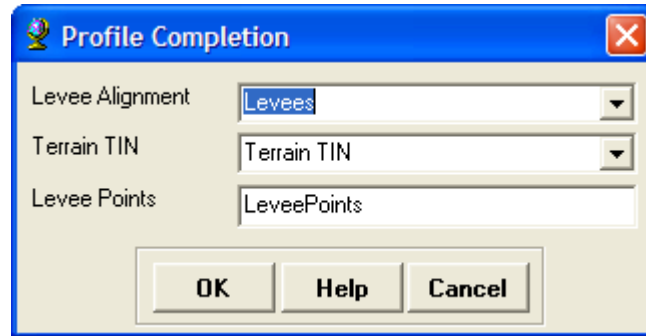 Profile Completion
Levee Alignment Levees
Terrain TIN Terrain TIN
Levee Points LeveePoints
OK Help Cancel